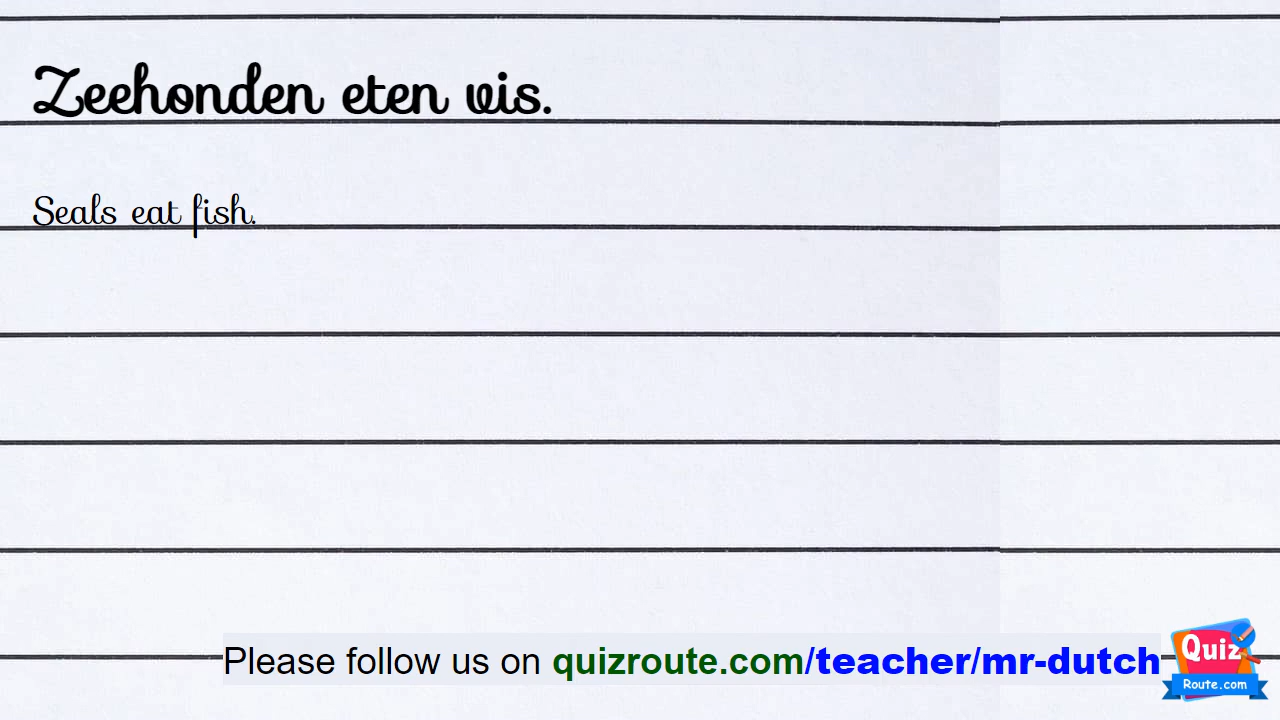 Zeehonden eten vis.
Seals eat fish.
Please follow us on quizroute.com/teacher/mr-dutch
Quiz
Route.com